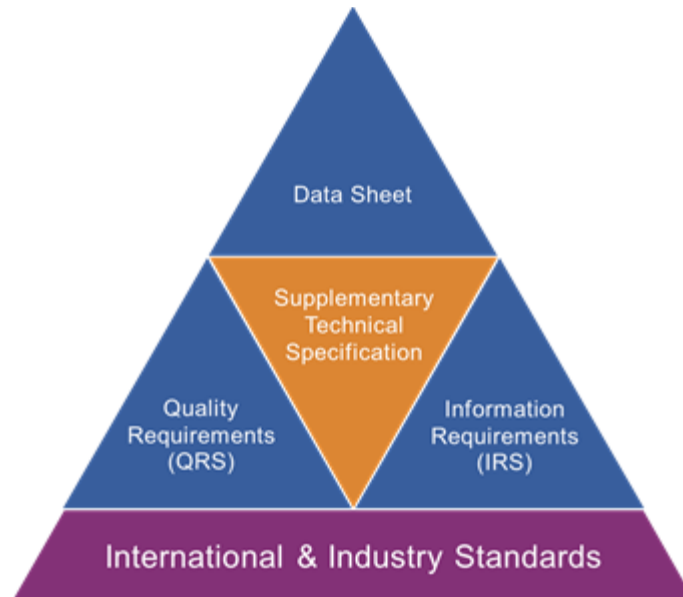 Data Sheet
Supplementary
Technical
Specification
Quality
Requirements
(QRS)
Information
Requirements
(IRS)
International & Industry Standards